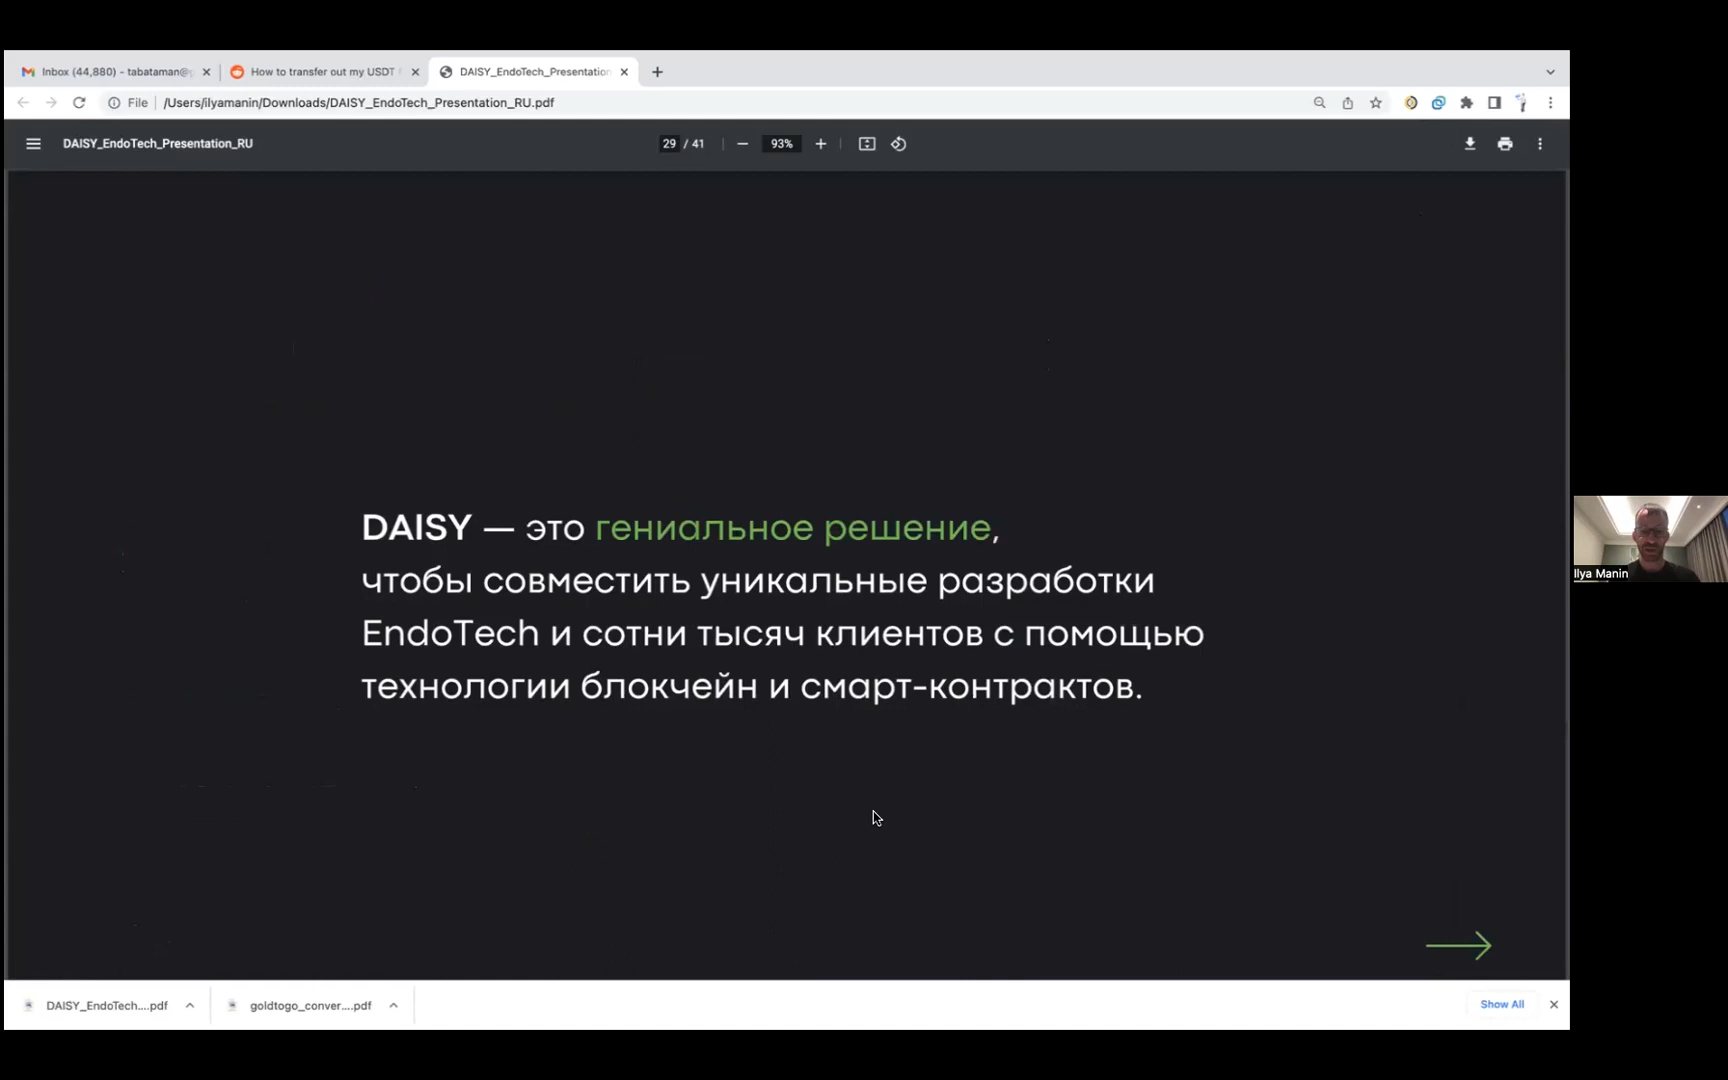 Inbox (44,880) - tabataman@
How to transfer out my USDT
DAISY_EndoTech_Presentation
File
/Users/ilyamanin/Downloads/DAISY_EndoTech_Presentation_RU.pdf
DAISY_EndoTech_Presentation_RU
29 / 41
93%
DAISY — это гениальное решение,
чтобы совместить уникальные разработки
EndoTech и сотни тысяч клиентов с помощью
технологии блокчейн и смарт-контрактов.
Ilya Manin
DAISY_EndoTech....pdf
goldtogo_conver....pdf
Show All